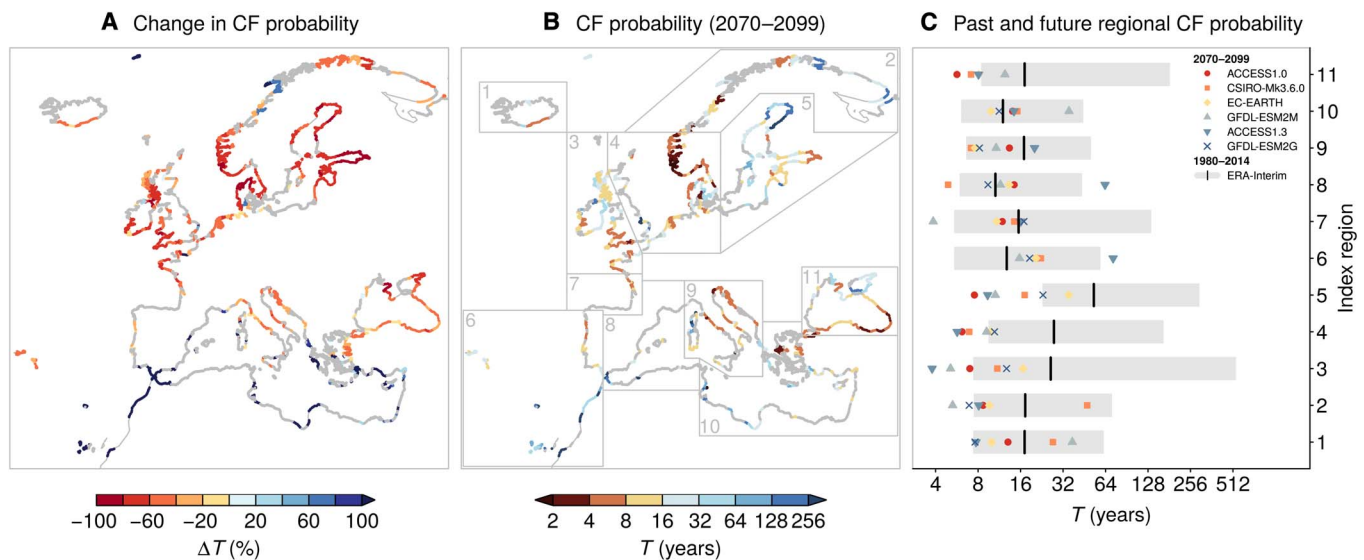 A Change in CF probability
B CF probability (2070–2099)
C Past and future regional CF probability
1
2
3
4
5
6
7
8
9
10
11
2070–2099
ACCESS1.0
CSIRO-Mk3.6.0
EC-EARTH
GFDL-ESM2M
ACCESS1.3
GFDL-ESM2G
1980–2014
ERA-Interim
11
10
9
8
7
6
5
4
3
2
1
Index region
4 8 16 32 64 128 256 512
T (years)
−100 −60 −20 20 60 100
ΔT (%)
2 4 8 16 32 64 128 256
T (years)